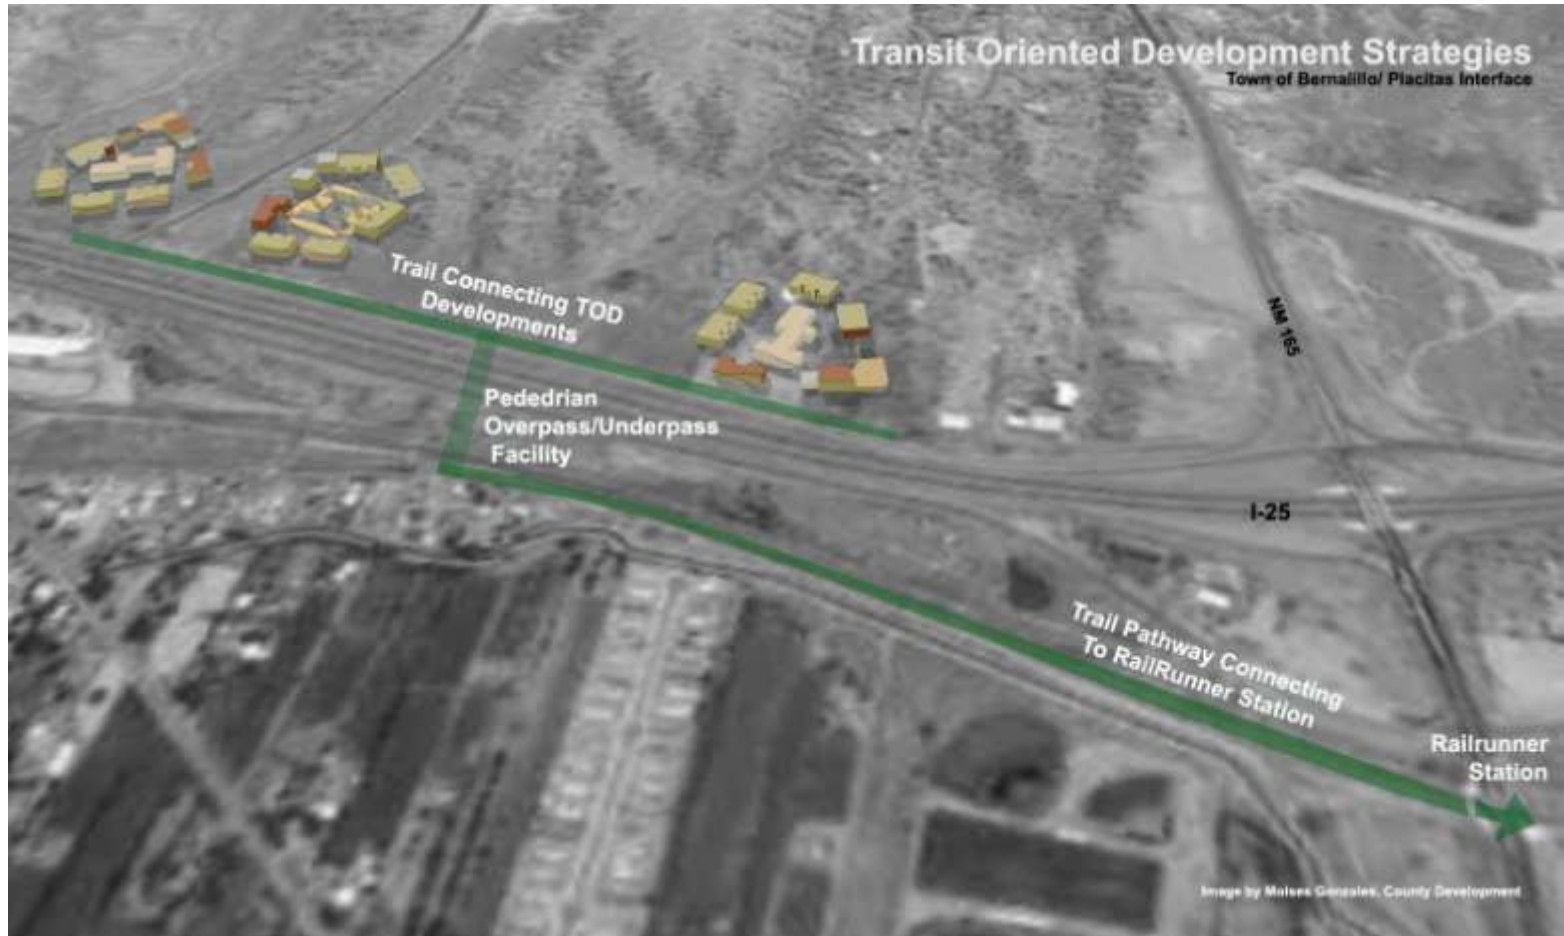 Transit Oriented Development Strategies
Town of Bernalillo/ Placitas Interface
Trail Connecting TOD
Developments
NM 165
Pededrian
Overpass/Underpass
Facility
I-25
Trail Pathway Connecting
To RailRunner Station
Railrunner
Station
Image by Moises Gonzales, County Development